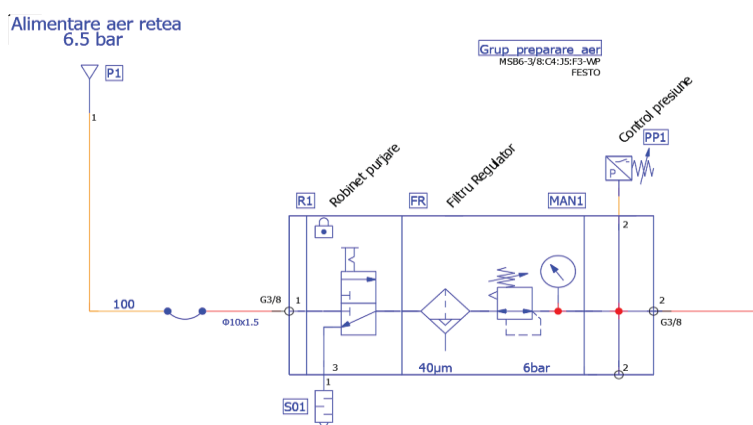 Alimentare aer retea
6.5 bar
P1
1
Grup preparare aer
MSB6-3/8:C4:J5:F3-WP
FESTO
Control presiune
PP1
P
Robinet purjare
Filtru Regulator
R1
FR
MAN1
2
100
Φ10x1.5
G3/8
1
2
G3/8
3
40µm
6bar
2
1
S01